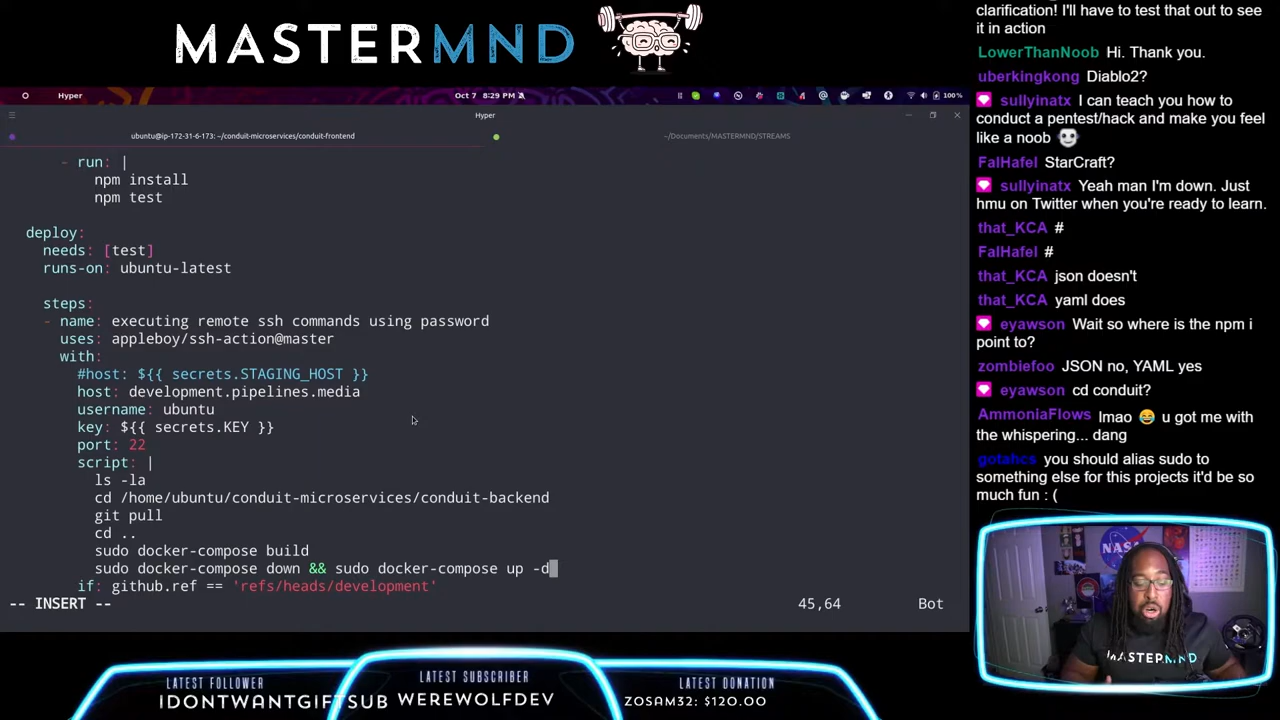 MASTERMND
Hyper
Oct 7 8:29 PM
100%
Hyper
ubuntu@ip-172-31-6-173: ~/conduit-microservices/conduit-frontend
~/Documents/MASTERMND/STREAMS
- run: |
npm install
npm test
deploy:
needs: [test]
runs-on: ubuntu-latest
steps:
- name: executing remote ssh commands using password
uses: appleboy/ssh-action@master
with:
#host: ${{ secrets.STAGING_HOST }}
host: development.pipelines.media
username: ubuntu
key: ${{ secrets.KEY }}
port: 22
script: |
ls -la
cd /home/ubuntu/conduit-microservices/conduit-backend
git pull
cd ..
sudo docker-compose build
sudo docker-compose down && sudo docker-compose up -d
if: github.ref == 'refs/heads/development'
-- INSERT --
45,64
Bot
clarification! I'll have to test that out to see
it in action
LowerThanNoob Hi. Thank you.
uberkingkong Diablo2?
sullyinatx I can teach you how to
conduct a pentest/hack and make you feel
like a noob
FalHafel StarCraft?
sullyinatx Yeah man I'm down. Just
hmu on Twitter when you're ready to learn.
that_KCA #
FalHafel #
that_KCA json doesn't
that_KCA yaml does
eyawson Wait so where is the npm i
point to?
zombiefoo JSON no, YAML yes
eyawson cd conduit?
AmmoniaFlows lmao 😂 u got me with
the whispering... dang
gotahcs you should alias sudo to
something else for this projects it'd be so
much fun : (
NASA
MASTERMND
LATEST FOLLOWER
IDONTWANTGIFTSUB
LATEST SUBSCRIBER
WEREWOLFDEV
LATEST DONATION
ZOSAM32: $120.00